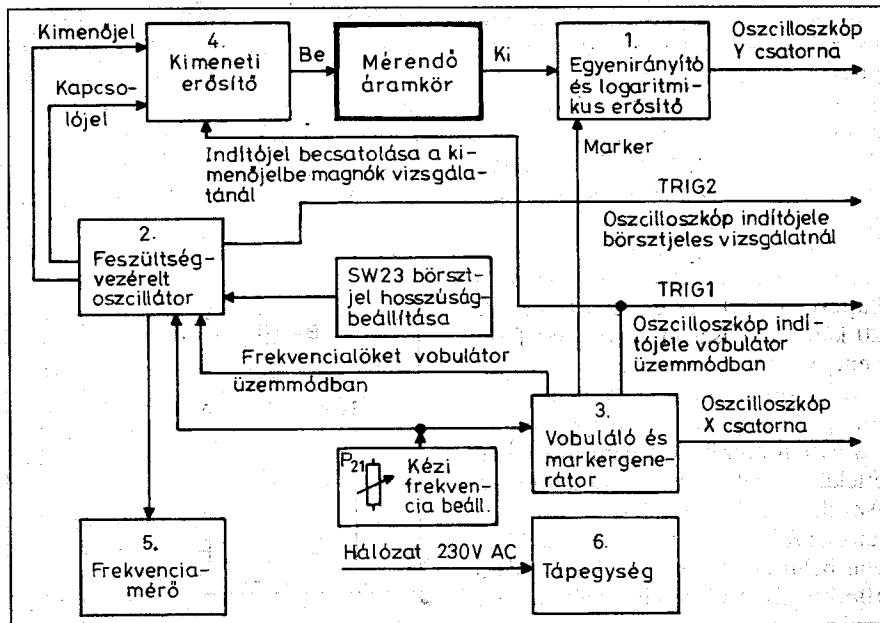 Kimenőjel
4.
Kimeneti
erősítő
Be
Mérendő
áramkör
Ki
1.
Egyenirányító
és logaritmi-
kus erősítő
Oszcilloszkóp
Y csatorna
Kapcso-
lójel
Indítójel becsatolása a ki-
menőjelbe magnók vizsgála-
tánál
Marker
TRIG2
Oszcilloszkóp indítójele
börsztjeles vizsgálatnál
2.
Feszültség-
vezérelt
oszcillátor
SW23 börszt-
jel hosszúság-
beállítása
TRIG1
Oszcilloszkóp indí-
tójele vobulátor
üzemmódban
Frekvencialöket vobulátor
üzemmódban
3.
Vobuláló és
markergene-
rátor
Oszcilloszkóp
X csatorna
P21
Kézi
frekven-
cia beáll.
5.
Frekvencia-
mérő
Hálózat 230V AC
6.
Tápegység